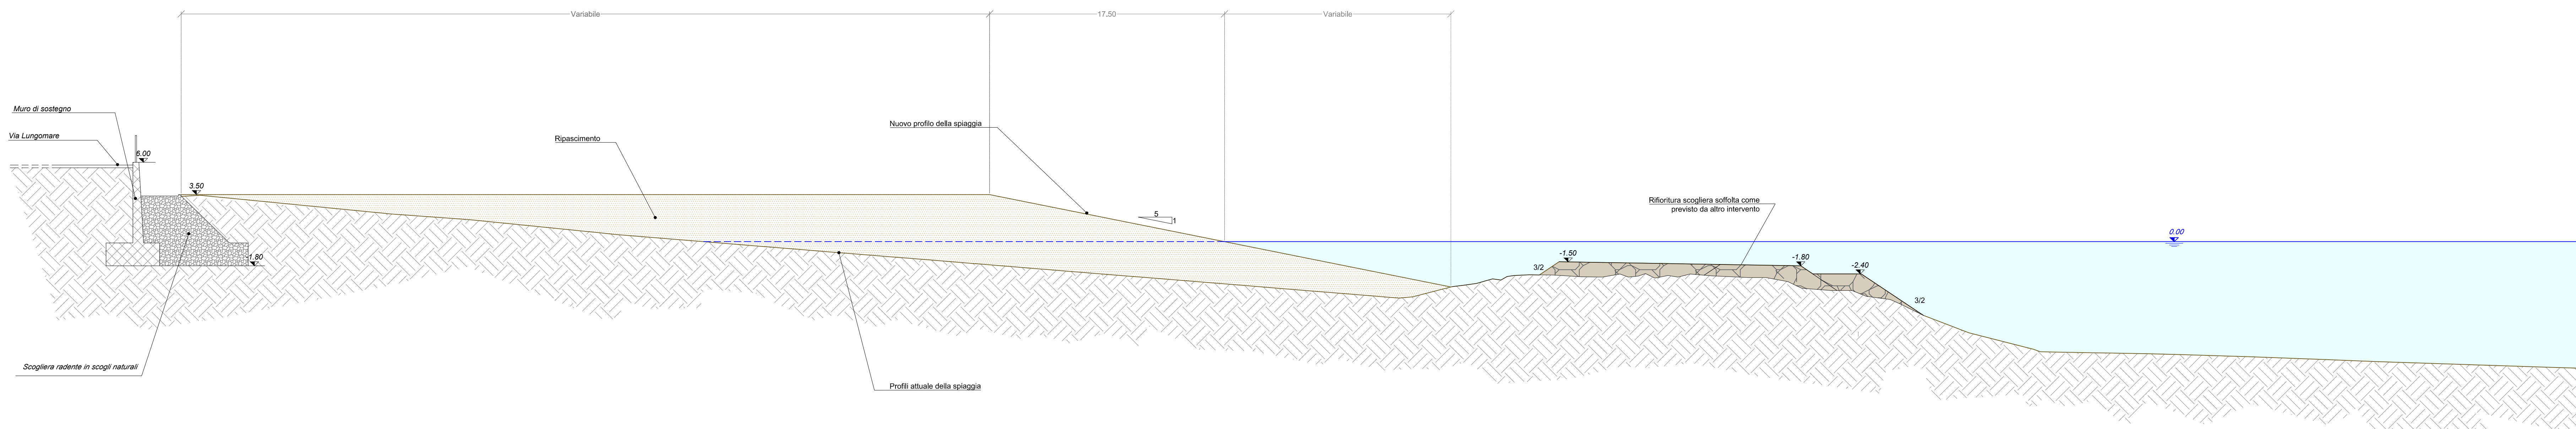 Variabile
17,50
Variabile
Muro di sostegno
Via Lungomare
6.00
3.50
-1.80
Scogliera radente in scogli naturali
Ripascimento
Nuovo profilo della spiaggia
5
1
Profili attuale della spiaggia
Rifioritura scogliera soffolta come
previsto da altro intervento
3/2
-1.50
-1.80
-2.40
3/2
0.00